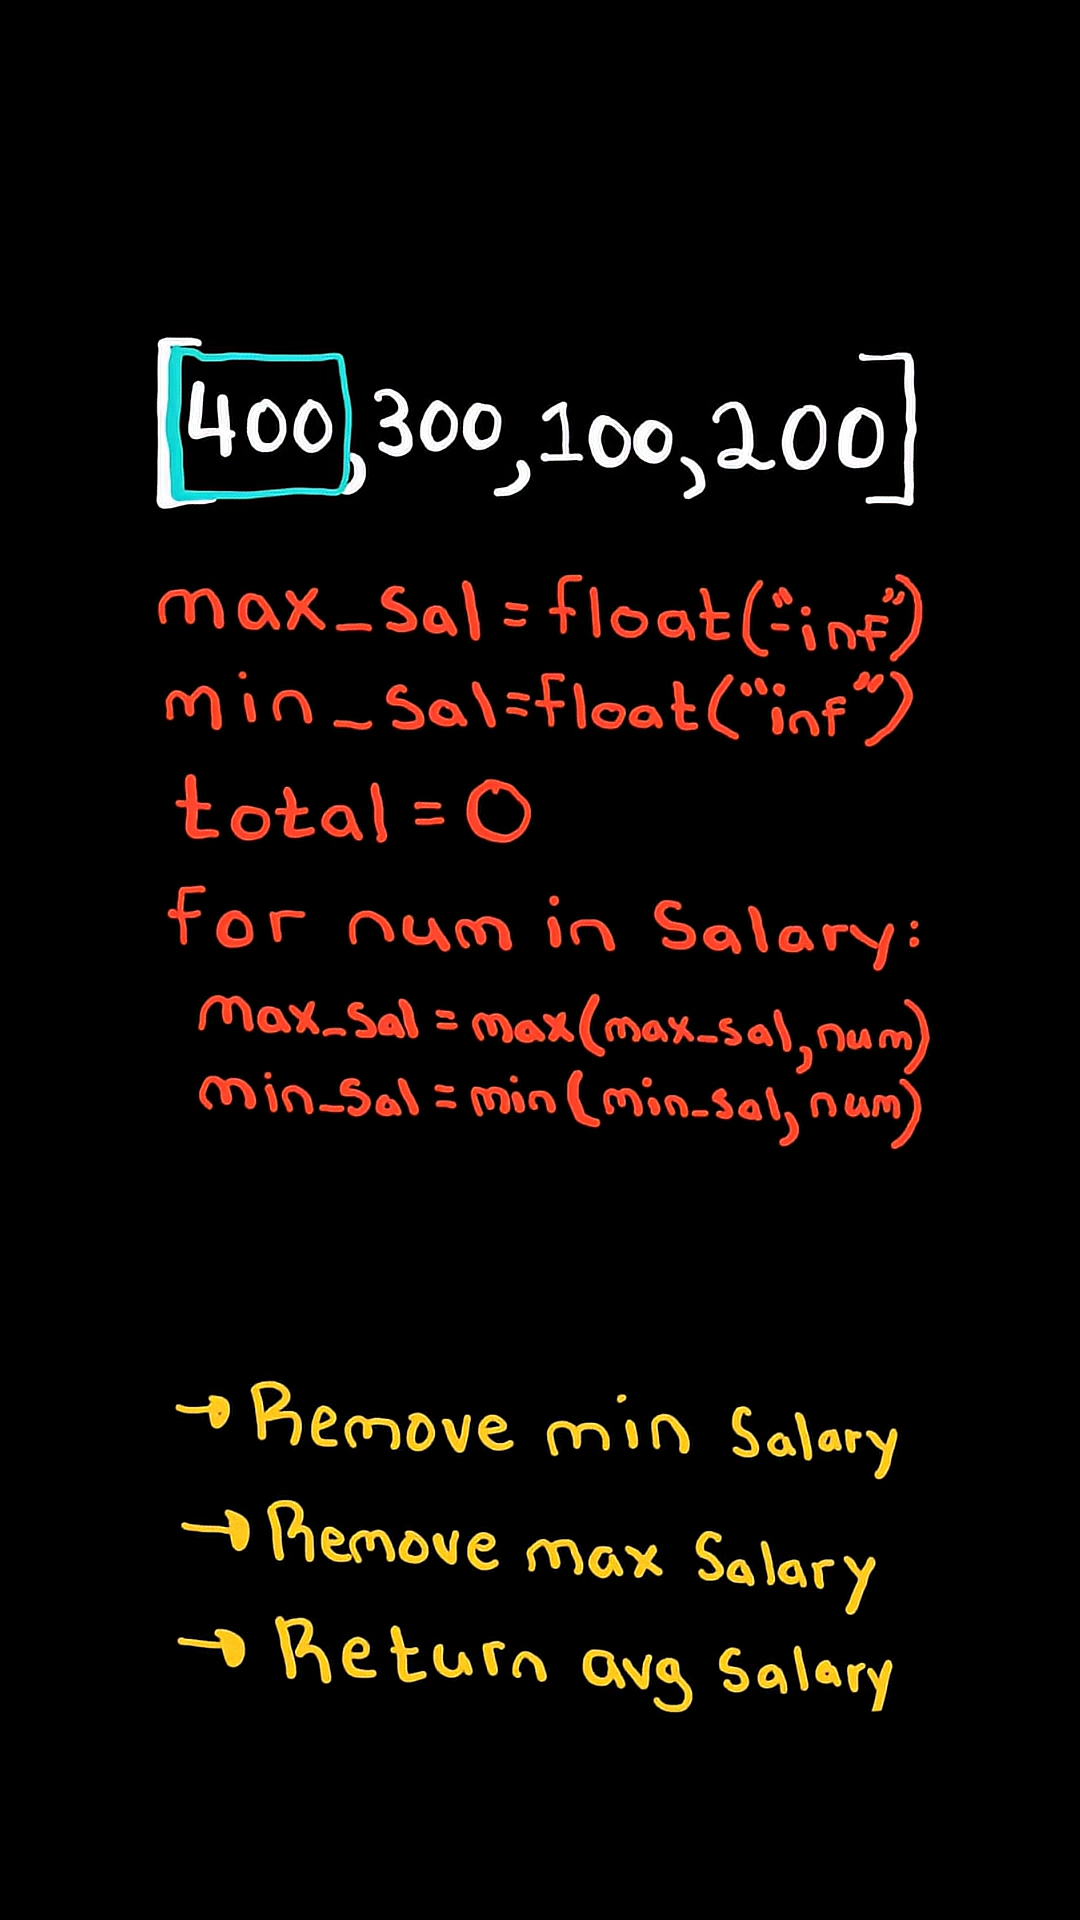 [400,300,100,200]
max_sal=float("-inf")
min_sal=float("inf")
total=0
for num in Salary:
max_sal=max(max_sal,num)
min_sal=min(min_sal,num)
→ Remove min Salary
→ Remove max Salary
→ Return avg Salary